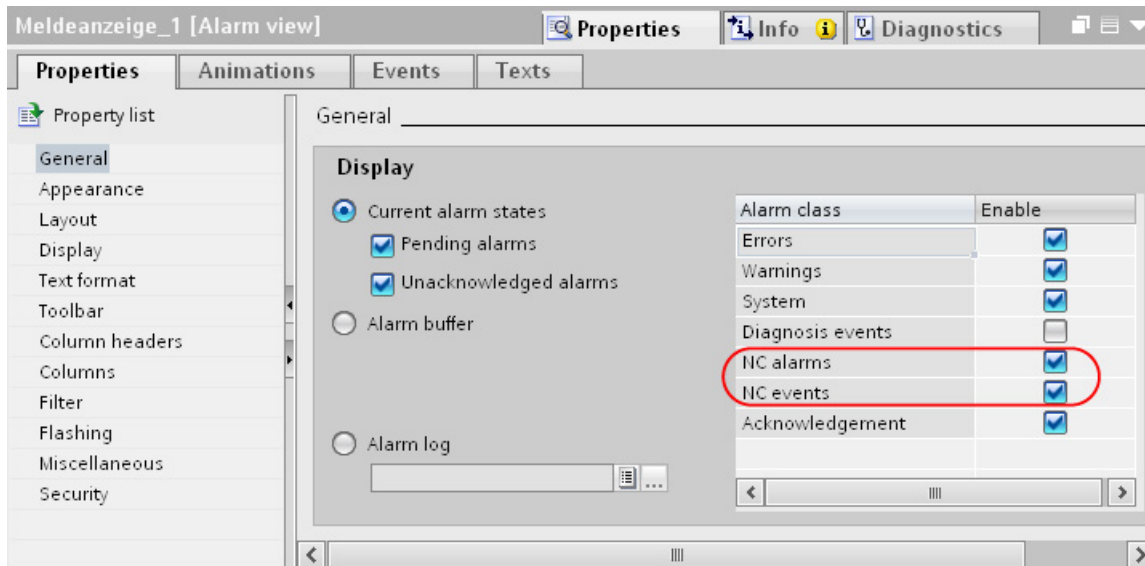 Meldeanzeige_1 [Alarm view]
Properties
Info
Diagnostics
Properties
Animations
Events
Texts
Property list
General
Appearance
Layout
Display
Text format
Toolbar
Column headers
Columns
Filter
Flashing
Miscellaneous
Security
General
Display
Current alarm states
Pending alarms
Unacknowledged alarms
Alarm buffer
Alarm log
...
Alarm class Enable
Errors
Warnings
System
Diagnosis events
NC alarms
NC events
Acknowledgement